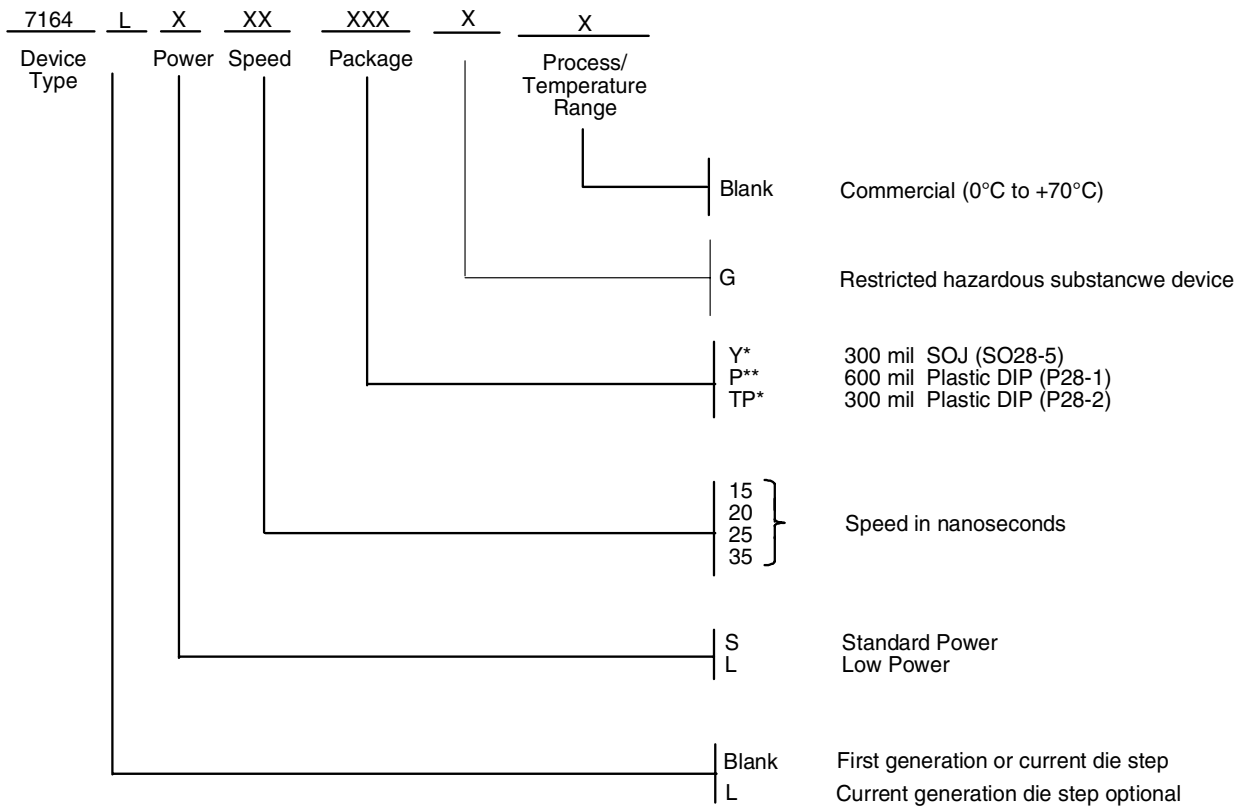 7164 L X XX XXX X X
Device Type Power Speed Package Process/ Temperature Range
Blank Commercial (0°C to +70°C)
G Restricted hazardous substancwe device
Y* 300 mil SOJ (SO28-5)
P** 600 mil Plastic DIP (P28-1)
TP* 300 mil Plastic DIP (P28-2)
15
20
25
35
Speed in nanoseconds
S Standard Power
L Low Power
Blank First generation or current die step
L Current generation die step optional